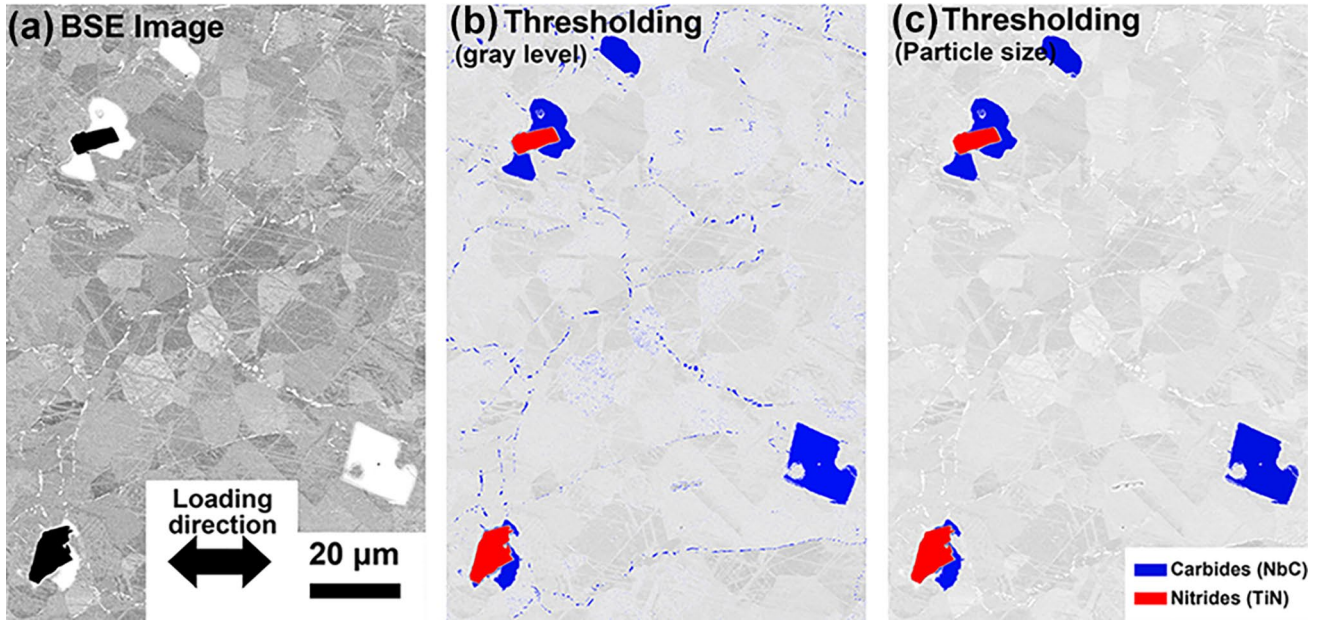 (a) BSE Image
Loading
direction
20 μm
(b) Thresholding
(gray level)
(c) Thresholding
(Particle size)
Carbides (NbC)
Nitrides (TiN)